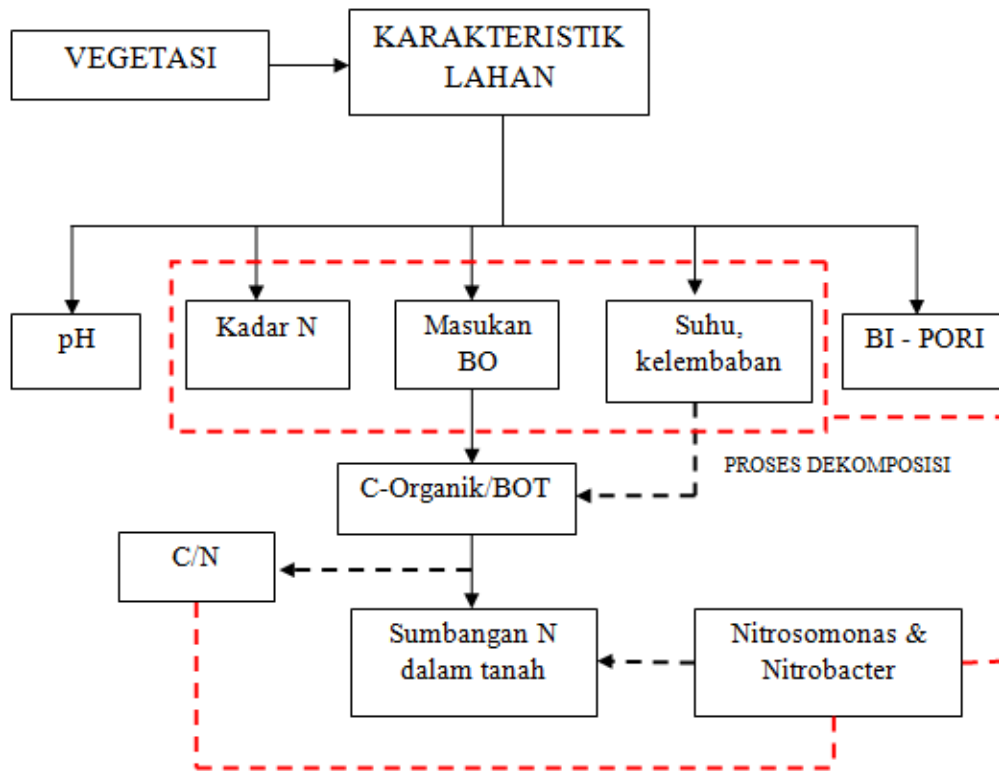 VEGETASI
KARAKTERISTIK
LAHAN
pH
Kadar N
Masukan
BO
Suhu,
kelembaban
BI - PORI
PROSES DEKOMPOSISI
C-Organik/BOT
C/N
Sumbangan N
dalam tanah
Nitrosomonas &
Nitrobacter